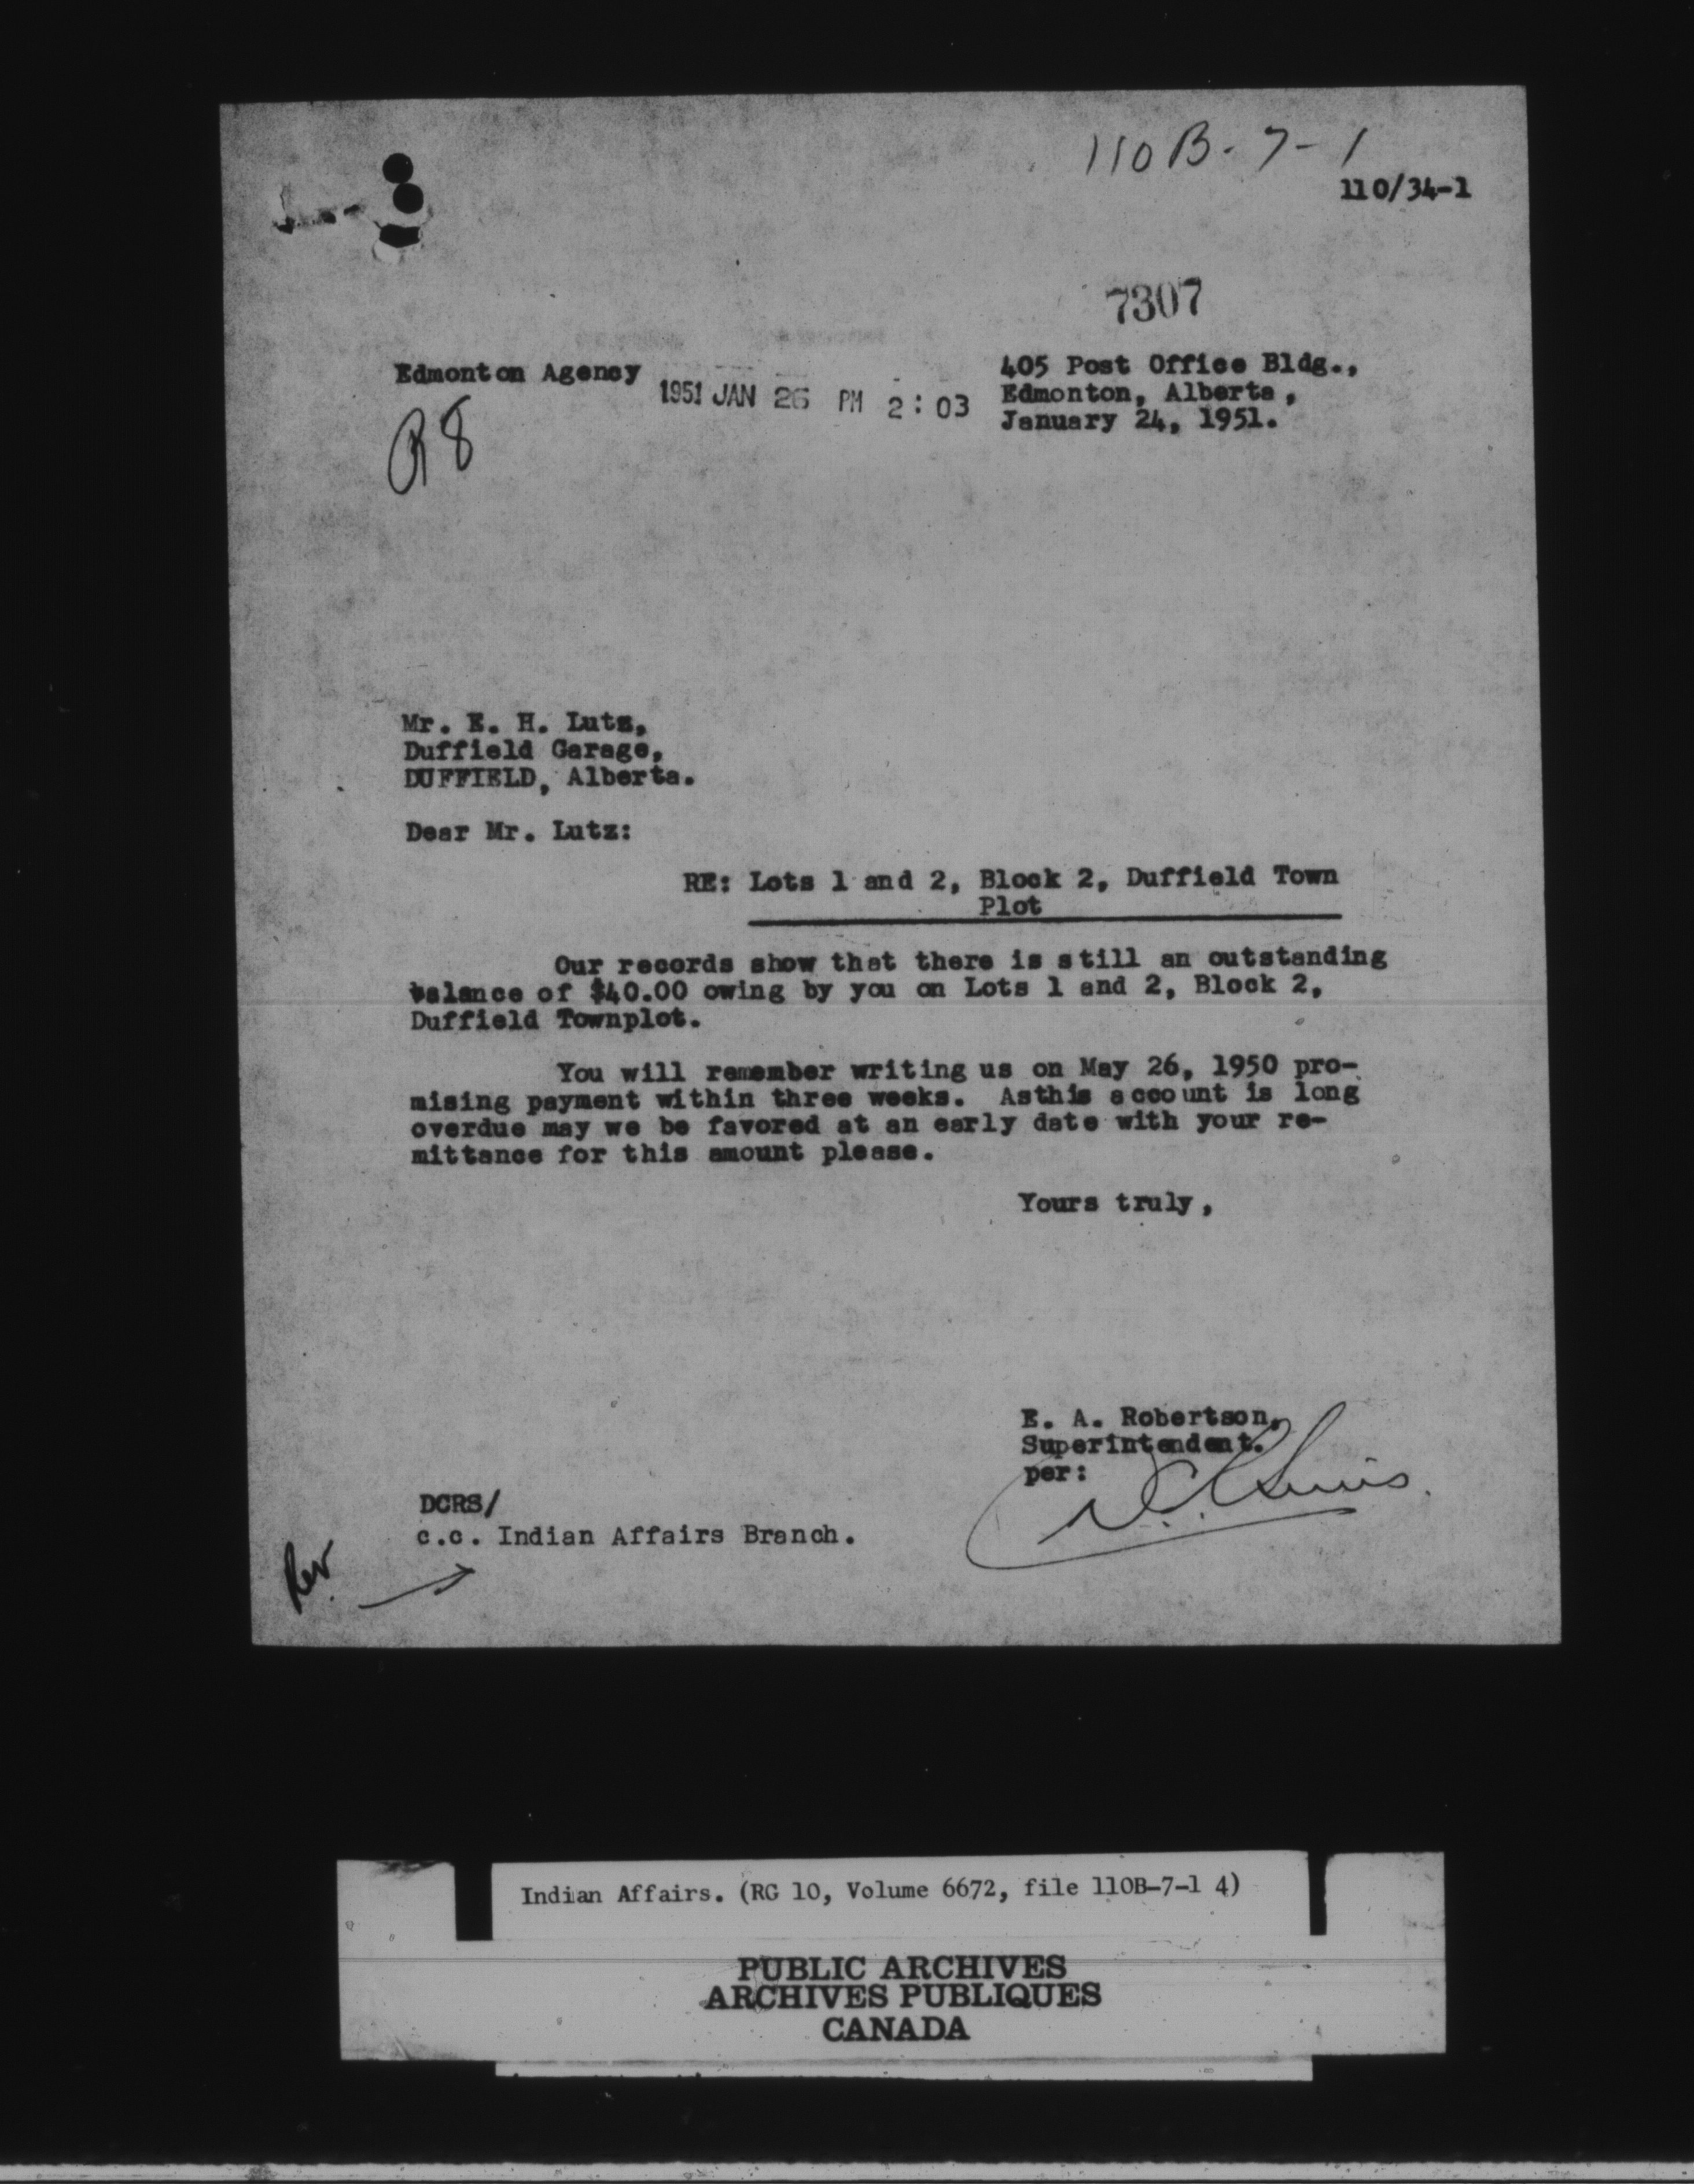 110B-7-1
110/34-1
7307
Edmonton Agency
1951 JAN 26 PM 2:03
405 Post Office Bldg.,
Edmonton, Alberta,
January 24, 1951.
R8
Mr. E. H. Lutz,
Duffield Garage,
DUFFIELD, Alberta.
Dear Mr. Lutz:
RE: Lots 1 and 2, Block 2, Duffield Town
Plot
Our records show that there is still an outstanding
balance of $40.00 owing by you on Lots 1 and 2, Block 2,
Duffield Townplot.
You will remember writing us on May 26, 1950 pro-
mising payment within three weeks. Asthis account is long
overdue may we be favored at an early date with your re-
mittance for this amount please.
Yours truly,
E. A. Robertson,
Superintendent.
per:
DCRS/
c.c. Indian Affairs Branch.
Rev.
Indian Affairs. (RG 10, Volume 6672, file 110B-7-1 4)
PUBLIC ARCHIVES
ARCHIVES PUBLIQUES
CANADA